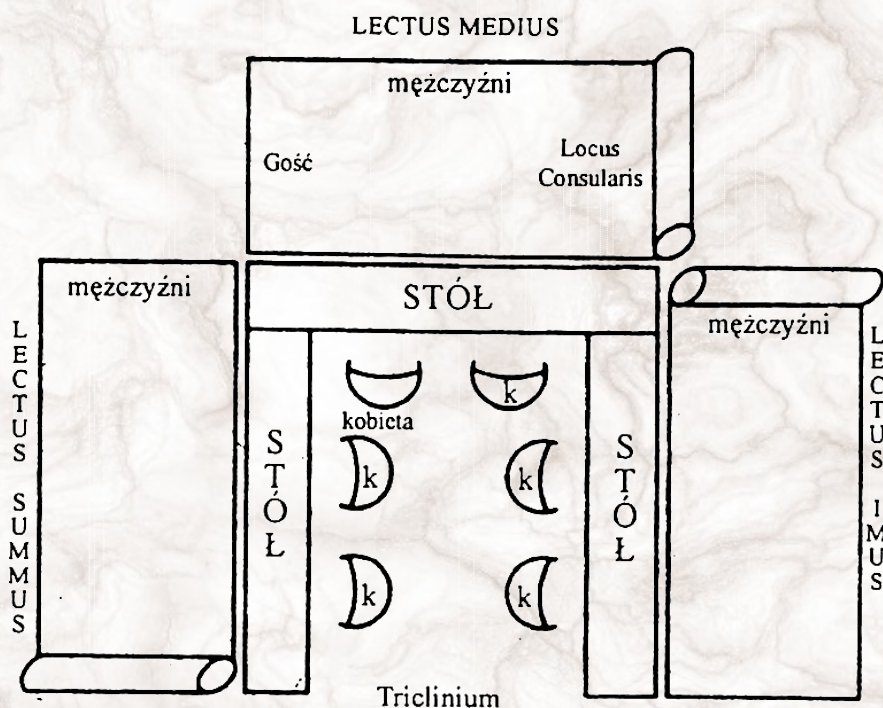 LECTUS MEDIUS
mężczyźni
Gość
Locus
Consularis
mężczyźni
STÓŁ
mężczyźni
LECTUS SUMMUS
STÓŁ
kobieta
k
k
k
k
k
STÓŁ
LECTUS IMUS
Triclinium